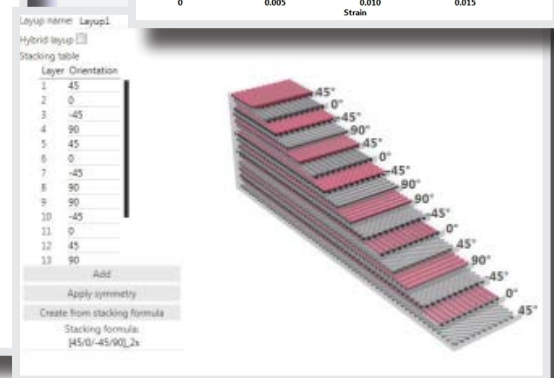 0 0.005 0.010 0.015
Strain
Layup name: Layup1
Hybrid layup
Stacking table
Layer Orientation
1 45
2 0
3 -45
4 90
5 45
6 0
7 -45
8 90
9 90
10 -45
11 0
12 45
13 90
Add
Apply symmetry
Create from stacking formula
Stacking formula:
[45/0/-45/90]_2s
45°
0°
-45°
90°
45°
0°
-45°
90°
90°
-45°
0°
45°
90°
-45°
0°
45°